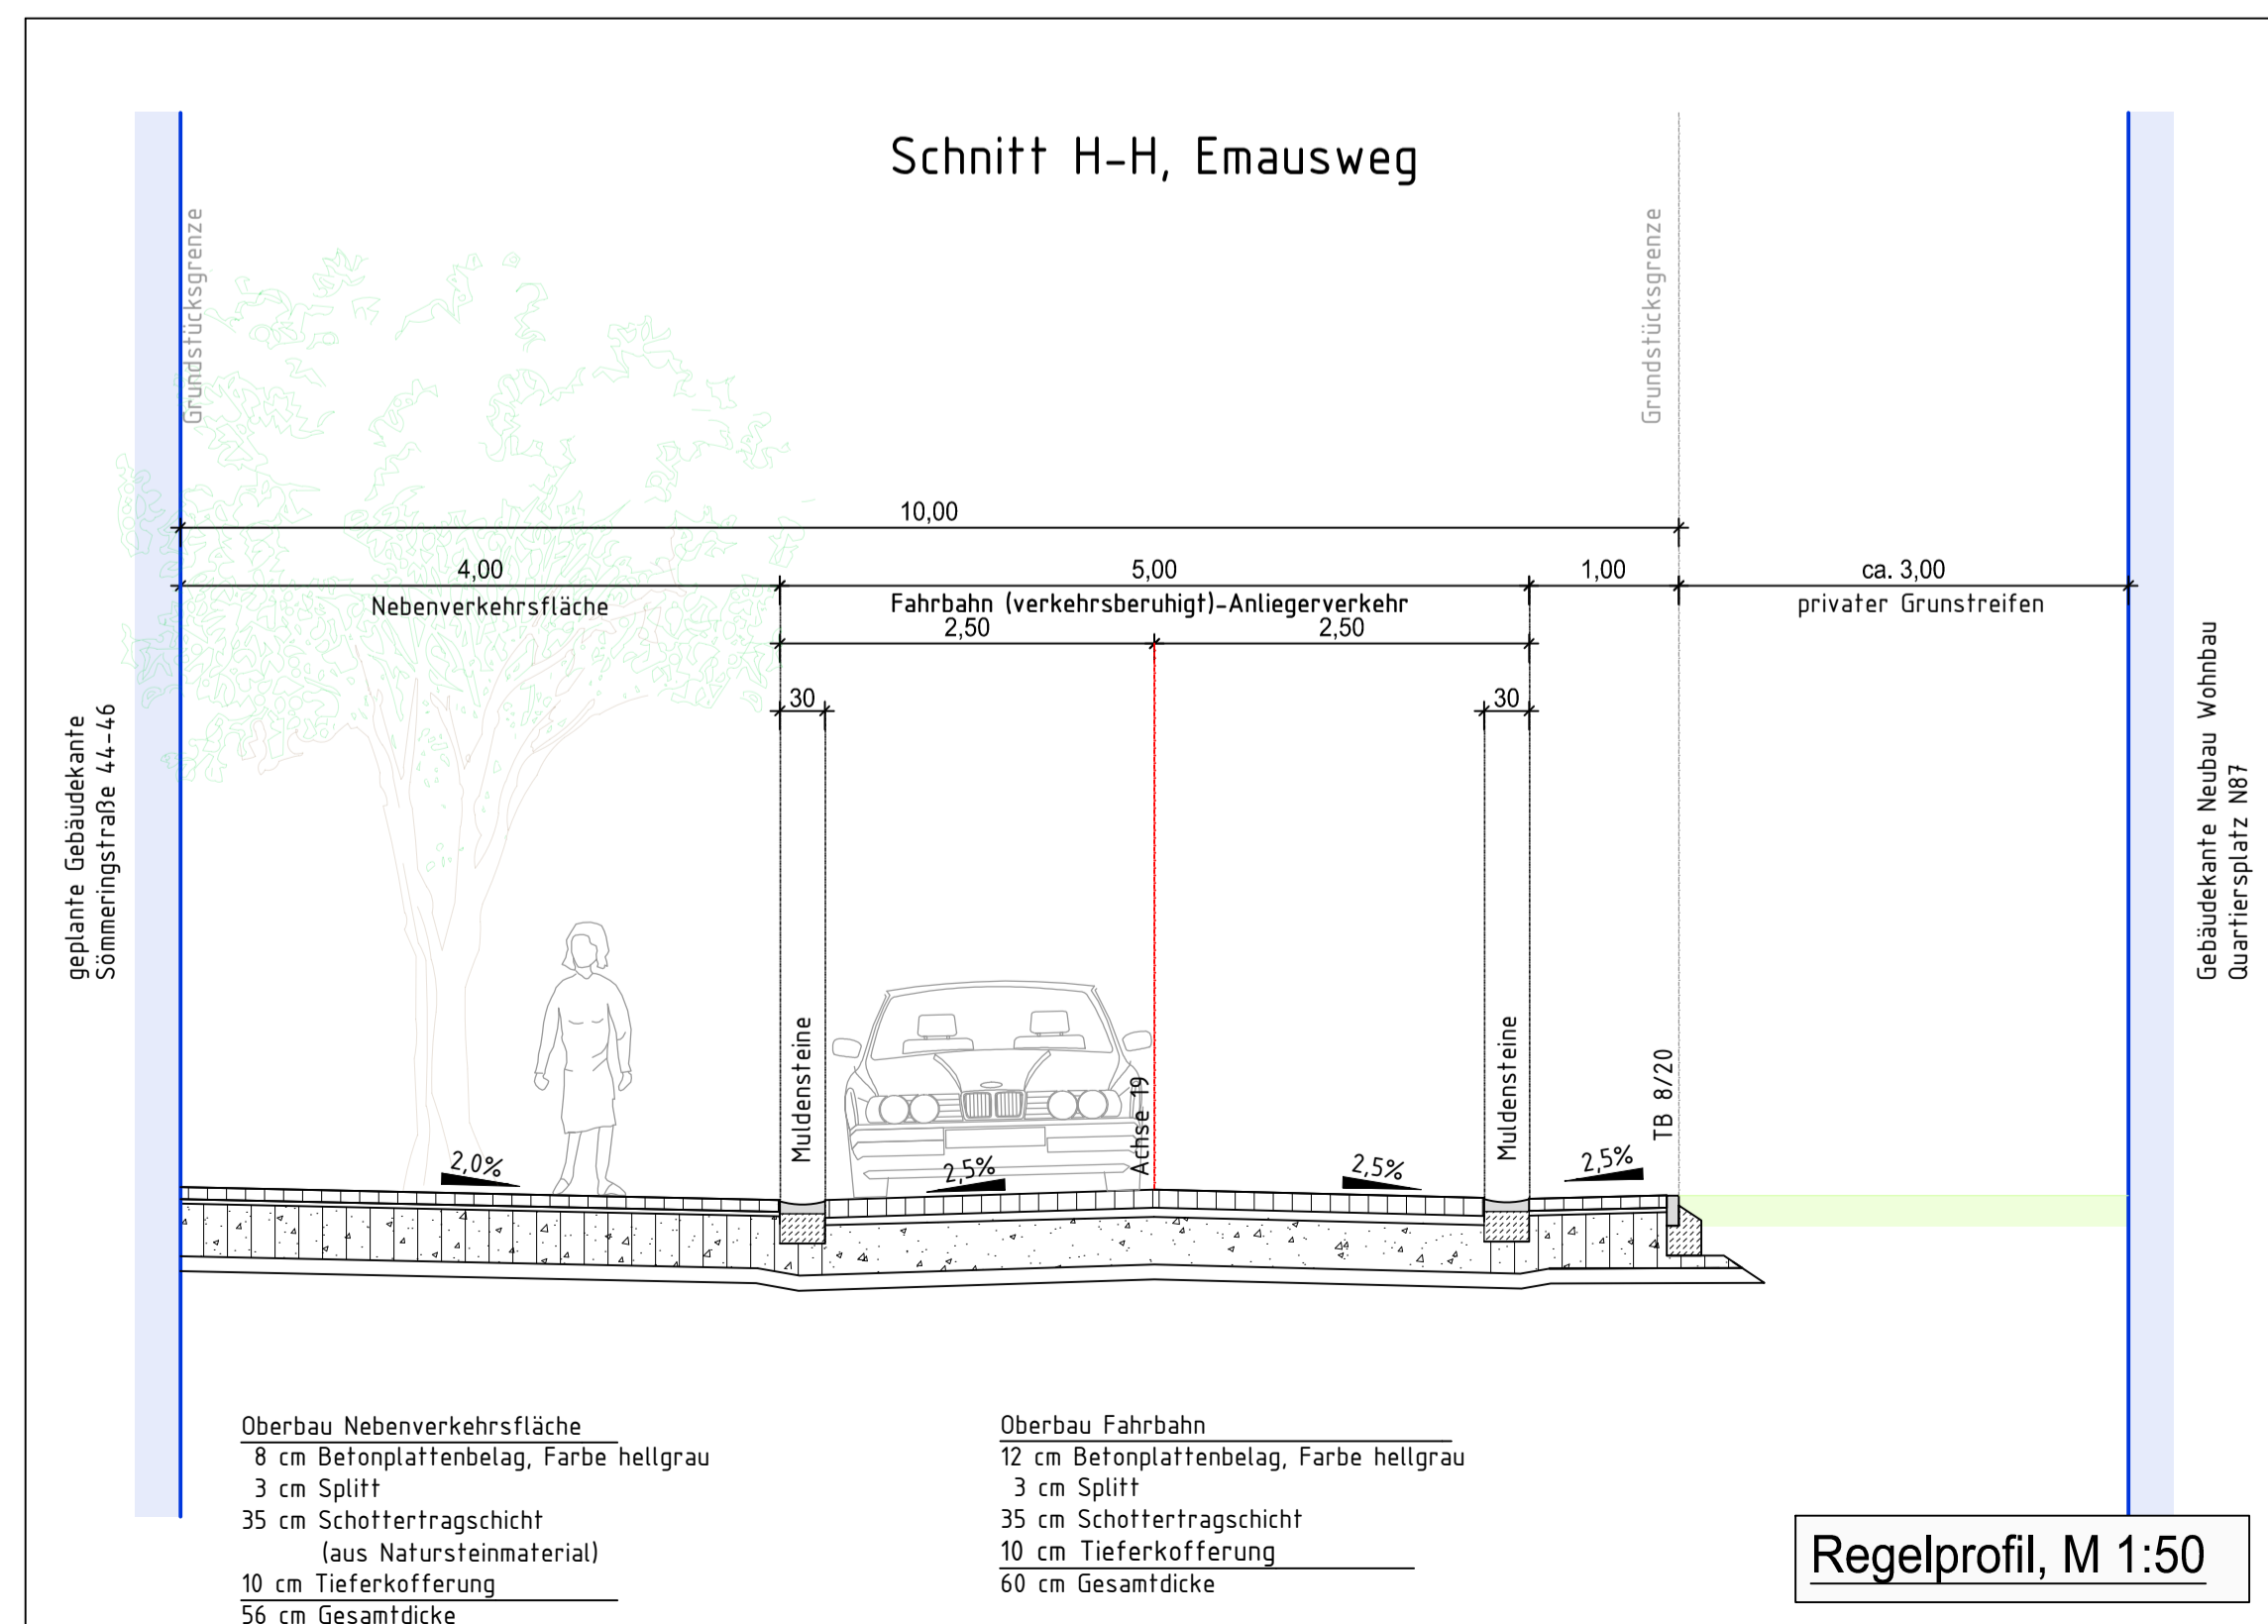 Schnitt H-H, Emausweg
Grundstücksgrenze
Grundstücksgrenze
10,00
4,00
5,00
1,00
ca. 3,00
Nebenverkehrsfläche
Fahrbahn (verkehrsberuhigt)-Anliegerverkehr
privater Grunstreifen
2,50
2,50
30
30
geplante Gebäudekante
Sömmeringstraße 44-46
Gebäudekante Neubau Wohnbau
Quartiersplatz N87
Muldensteine
Achse 19
Muldensteine
TB 8/20
2,0%
2,5%
2,5%
2,5%
Oberbau Nebenverkehrsfläche
8 cm Betonplattenbelag, Farbe hellgrau
3 cm Splitt
35 cm Schottertragschicht
(aus Natursteinmaterial)
10 cm Tieferkofferung
56 cm Gesamtdicke
Oberbau Fahrbahn
12 cm Betonplattenbelag, Farbe hellgrau
3 cm Splitt
35 cm Schottertragschicht
10 cm Tieferkofferung
60 cm Gesamtdicke
Regelprofil, M 1:50